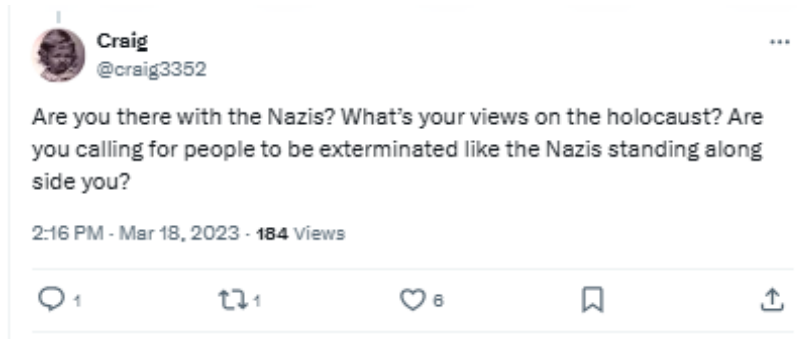 Craig
@craig3352
Are you there with the Nazis? What’s your views on the holocaust? Are
you calling for people to be exterminated like the Nazis standing along
side you?
2:16 PM · Mar 18, 2023 · 184 Views
1 1 6